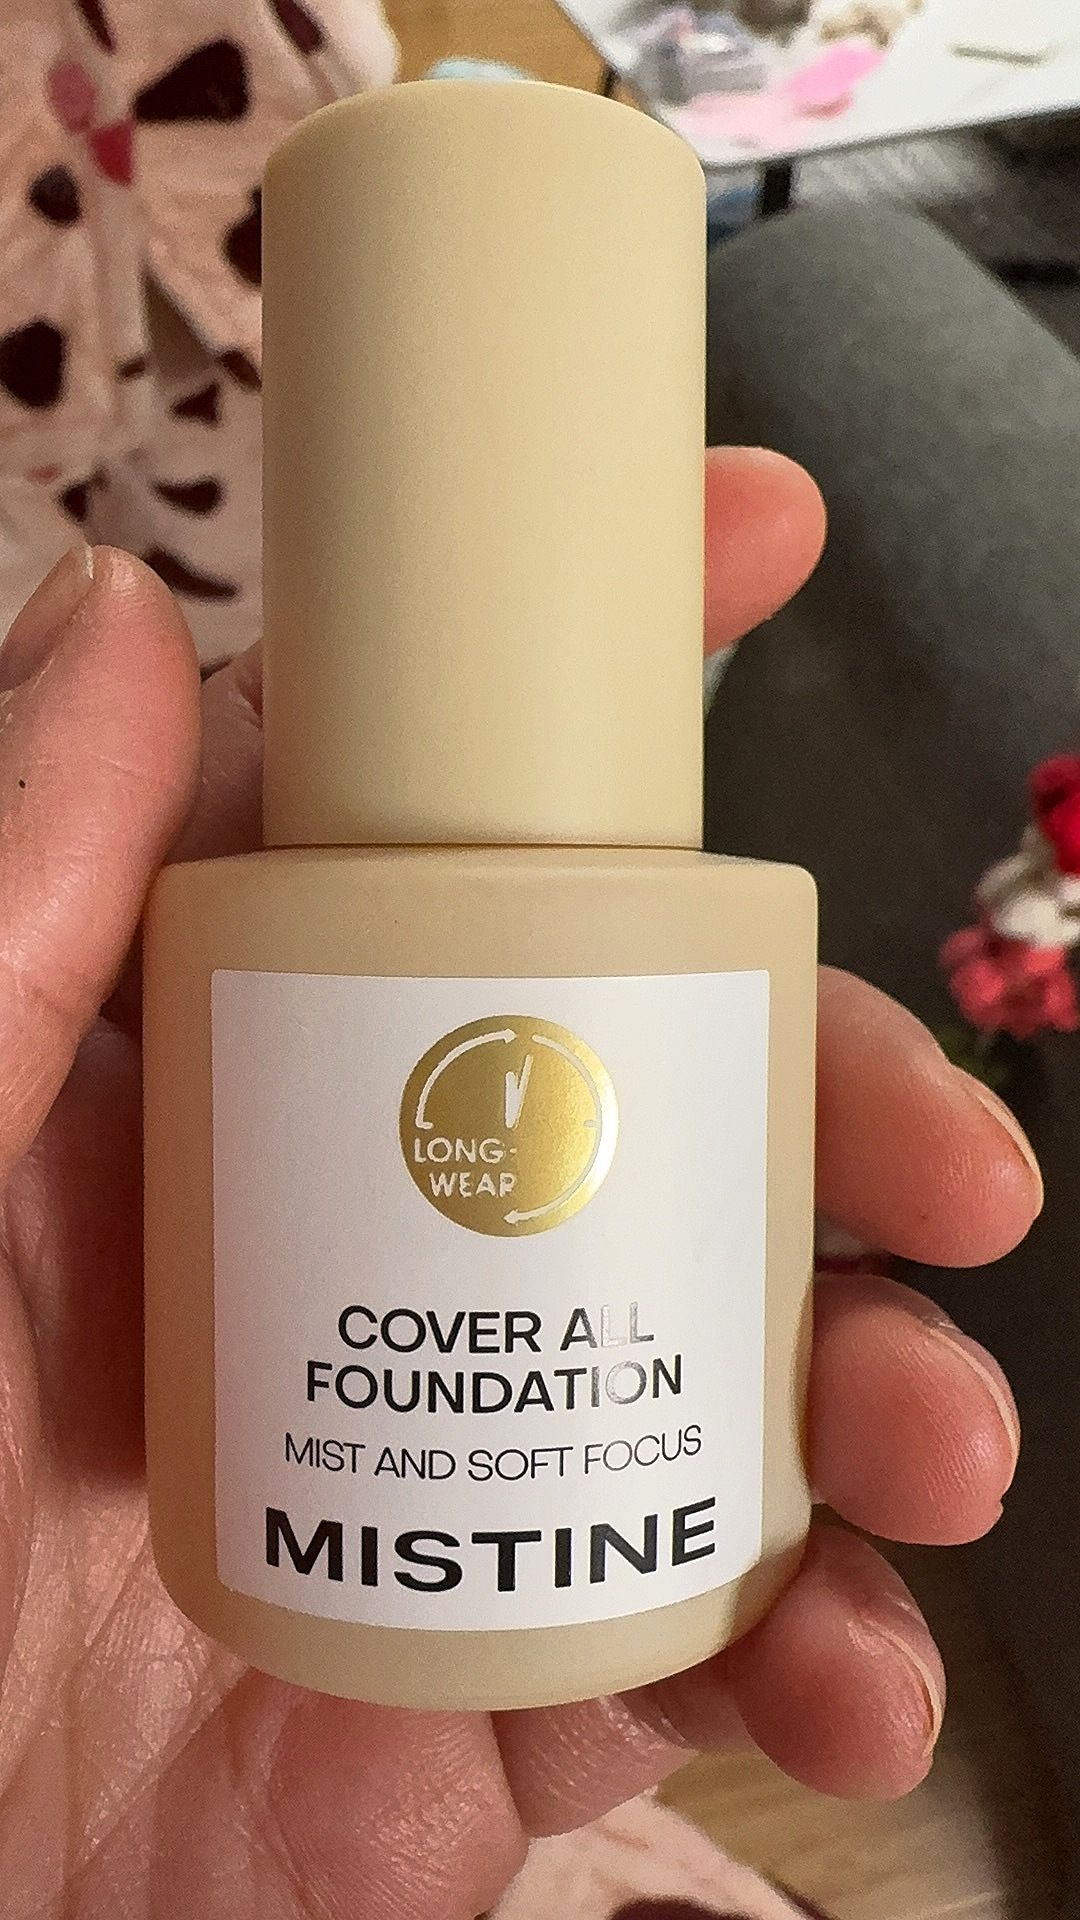 LONG-
WEAR
COVER ALL
FOUNDATION
MIST AND SOFT FOCUS
MISTINE